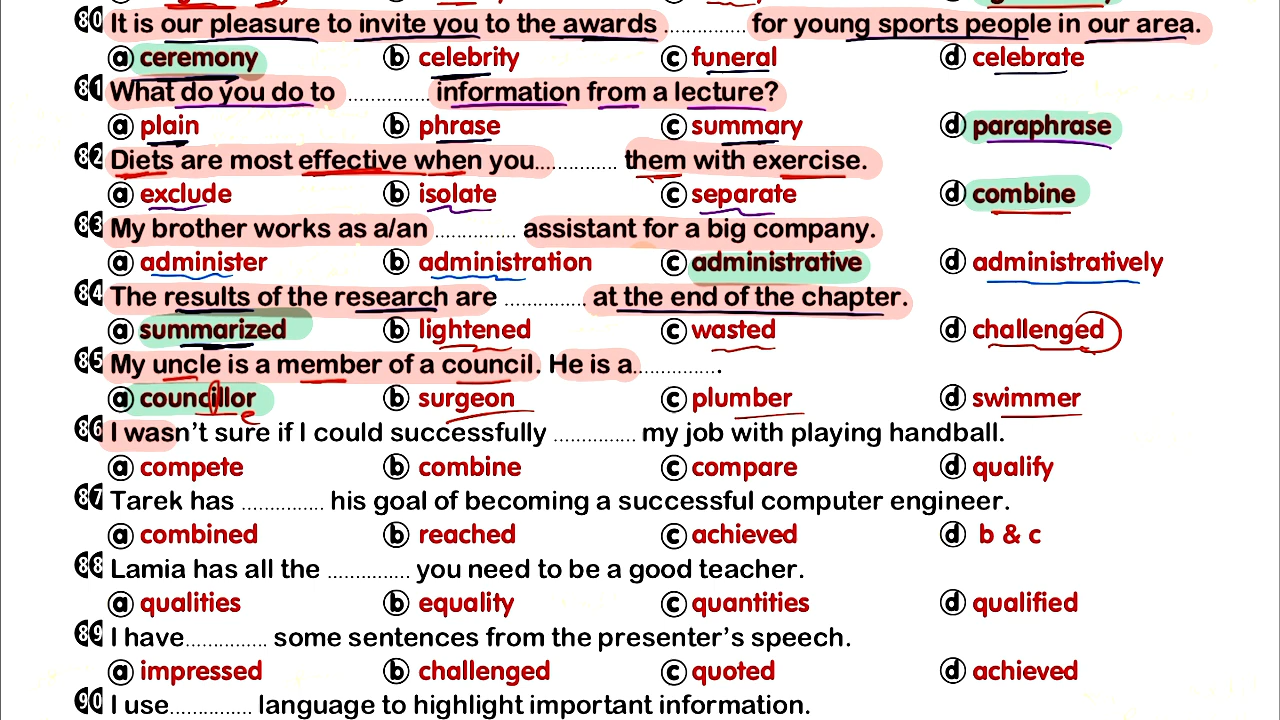 80 It is our pleasure to invite you to the awards .............. for young sports people in our area.
a ceremony b celebrity c funeral d celebrate
81 What do you do to .............. information from a lecture?
a plain b phrase c summary d paraphrase
82 Diets are most effective when you.............. them with exercise.
a exclude b isolate c separate d combine
83 My brother works as a/an .............. assistant for a big company.
a administer b administration c administrative d administratively
84 The results of the research are .............. at the end of the chapter.
a summarized b lightened c wasted d challenged
85 My uncle is a member of a council. He is a...............
a councillor b surgeon c plumber d swimmer
86 I wasn't sure if I could successfully .............. my job with playing handball.
a compete b combine c compare d qualify
87 Tarek has .............. his goal of becoming a successful computer engineer.
a combined b reached c achieved d b & c
88 Lamia has all the .............. you need to be a good teacher.
a qualities b equality c quantities d qualified
89 I have.............. some sentences from the presenter's speech.
a impressed b challenged c quoted d achieved
90 I use.............. language to highlight important information.